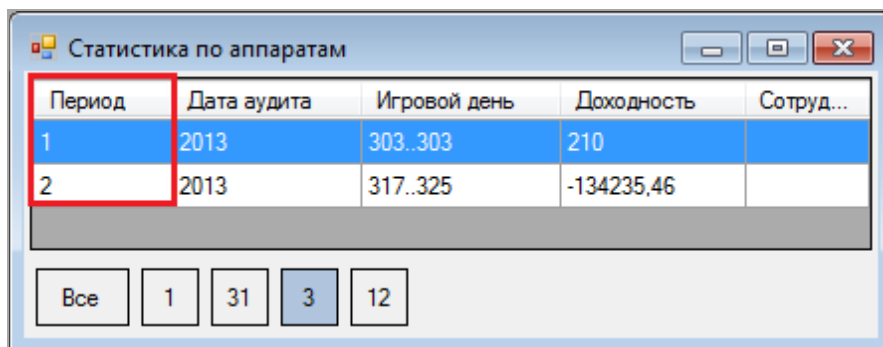 Статистика по аппаратам
Период Дата аудита Игровой день Доходность Сотруд...
1 2013 303..303 210
2 2013 317..325 -134235,46
Все 1 31 3 12